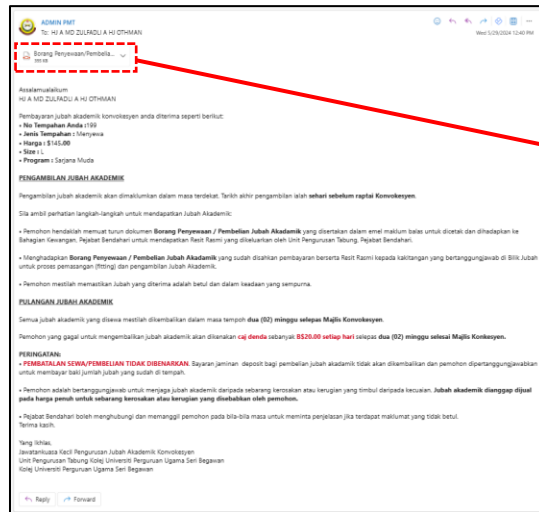 ADMIN PMT
To: HJ A MD ZULFADLI A HJ OTHMAN
Wed 5/29/2024 12:40 PM
Borang Penyewaan/Pembelia...
Assalamualaikum
HJ A MD ZULFADLI A HJ OTHMAN
Pembayaran jubah akademik konvokesyen anda diterima seperti berikut:
• No Tempahan Anda :199
• Jenis Tempahan : Menyewa
• Harga : $145.00
• Size : L
• Program : Sarjana Muda
PENGAMBILAN JUBAH AKADEMIK
Pengambilan jubah akademik akan dimaklumkan dalam masa terdekat. Tarikh akhir pengambilan ialah sehari sebelum raptai Konvokesyen.
Sila ambil perhatian langkah-langkah untuk mendapatkan Jubah Akademik:
• Pemohon hendaklah memuat turun dokumen Borang Penyewaan / Pembelian Jubah Akadamik yang disertakan dalam emel maklum balas untuk dicetak dan dihadapkan ke
Bahagian Kewangan, Pejabat Bendahari untuk mendapatkan Resit Rasmi yang dikeluarkan oleh Unit Pengurusan Tabung, Pejabat Bendahari.
• Menghadapkan Borang Penyewaan / Pembelian Jubah Akadamik yang sudah disahkan pembayaran berserta Resit Rasmi kepada kakitangan yang bertanggungjawab di Bilik Jubah
untuk proses pemasangan (fitting) dan pengambilan Jubah Akademik.
• Pemohon mestilah memastikan Jubah yang diterima adalah betul dan dalam keadaan yang sempurna.
PULANGAN JUBAH AKADEMIK
Semua jubah akademik yang disewa mestilah dikembalikan dalam masa tempoh dua (02) minggu selepas Majlis Konvokesyen.
Pemohon yang gagal untuk mengembalikan jubah akademik akan dikenakan caj denda sebanyak B$20.00 setiap hari selepas dua (02) minggu selesai Majlis Konkesyen.
PERINGATAN:
• PEMBATALAN SEWA/PEMBELIAN TIDAK DIBENARKAN. Bayaran jaminan deposit bagi pembelian jubah akadamik tidak akan dikembalikan dan pemohon dipertanggungjawabkan
untuk membayar baki jumlah jubah yang sudah di tempah.
• Pemohon adalah bertanggungjawab untuk menjaga jubah akademik daripada sebarang kerosakan atau kerugian yang timbul daripada kecuaian. Jubah akademik dianggap dijual
pada harga penuh untuk sebarang kerosakan atau kerugian yang disebabkan oleh pemohon.
• Pejabat Bendahari boleh menghubungi dan memanggil pemohon pada bila-bila masa untuk meminta penjelasan jika terdapat maklumat yang tidak betul.
Terima kasih.
Yang Ikhlas,
Jawatankuasa Kecil Pengurusan Jubah Akademik Konvokesyen
Unit Pengurusan Tabung Kolej Universiti Perguruan Ugama Seri Begawan
Kolej Universiti Perguruan Ugama Seri Begawan
Reply
Forward